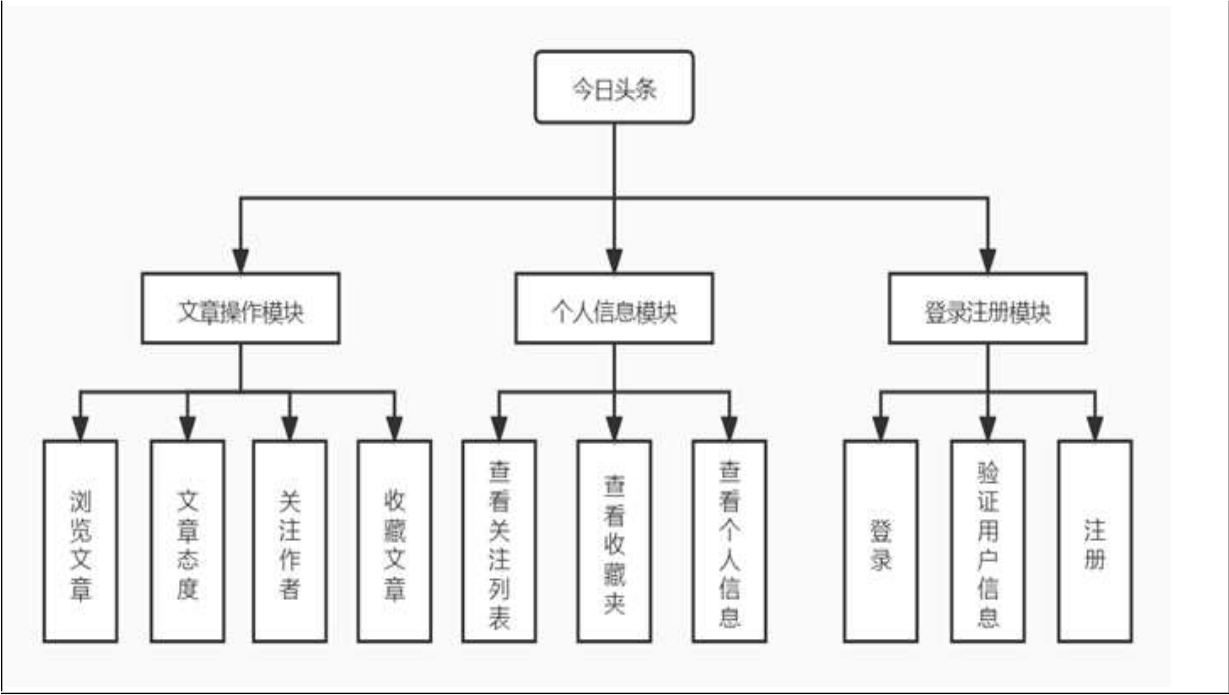 今日头条
文章操作模块
个人信息模块
登录注册模块
浏览文章
文章态度
关注作者
收藏文章
查看关注列表
查看收藏夹
查看个人信息
登录
验证用户信息
注册